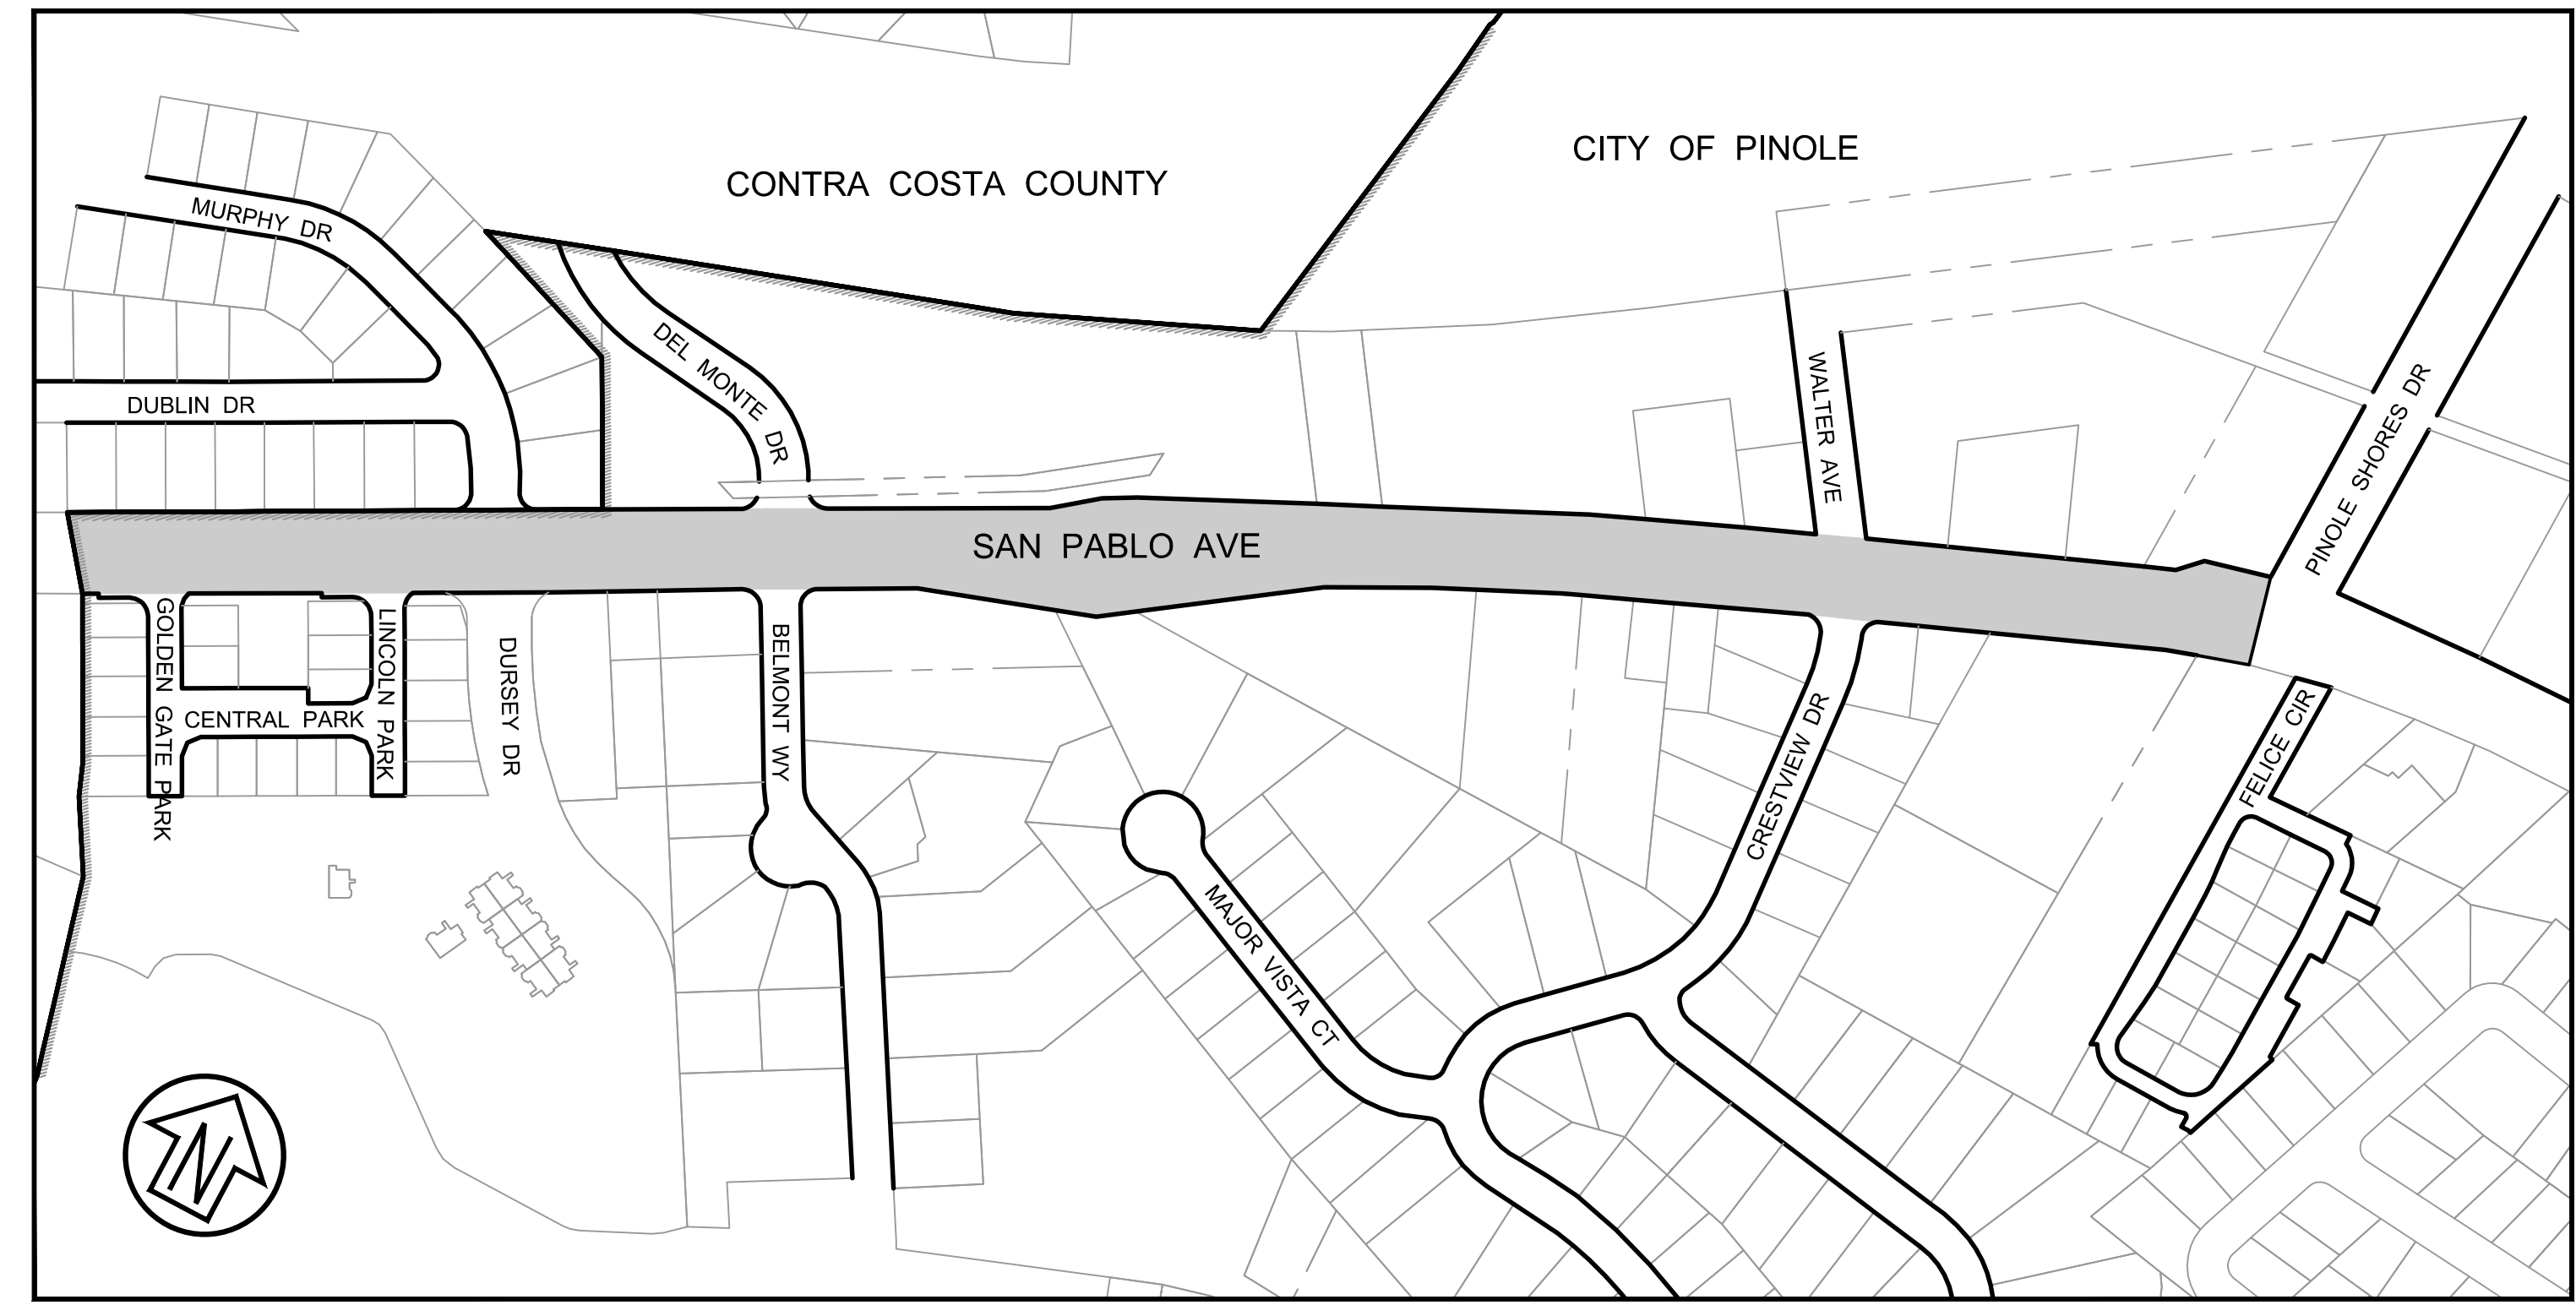 CITY OF PINOLE
CONTRA COSTA COUNTY
MURPHY DR
DEL MONTE DR
WALTER AVE
PINOLE SHORES DR
DUBLIN DR
SAN PABLO AVE
GOLDEN GATE PARK
LINCOLN PARK
CENTRAL PARK
DURSEY DR
BELMONT WY
CRESTVIEW DR
FELICE CIR
MAJOR VISTA CT
N